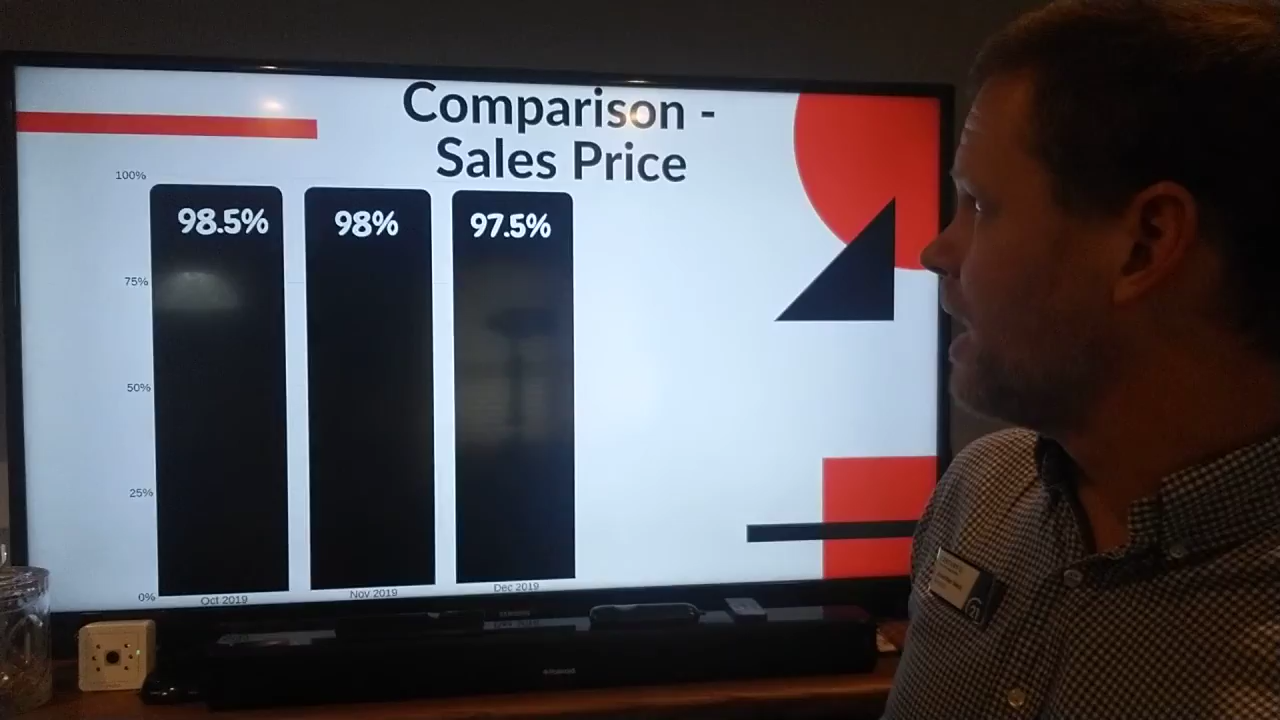 Comparison -
Sales Price
100%
98.5%
98%
97.5%
75%
50%
25%
0%
Oct 2019
Nov 2019
Dec 2019